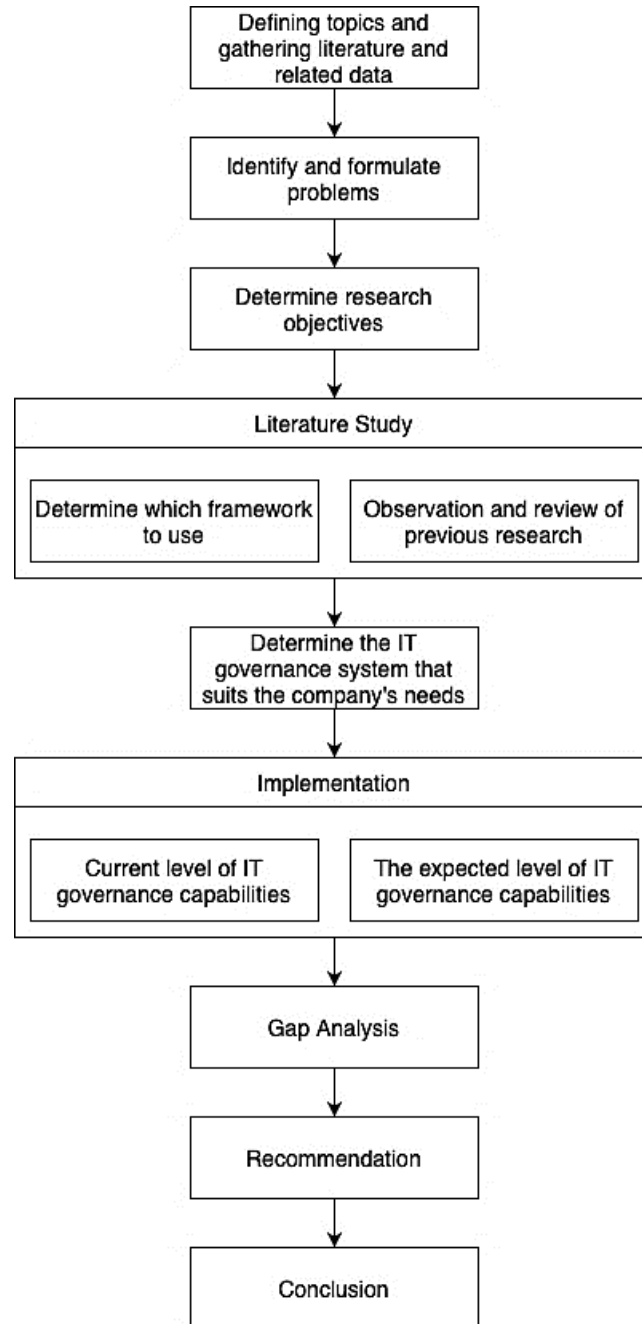 Defining topics and
gathering literature and
related data
Identify and formulate
problems
Determine research
objectives
Literature Study
Determine which framework
to use
Observation and review of
previous research
Determine the IT
governance system that
suits the company's needs
Implementation
Current level of IT
governance capabilities
The expected level of IT
governance capabilities
Gap Analysis
Recommendation
Conclusion